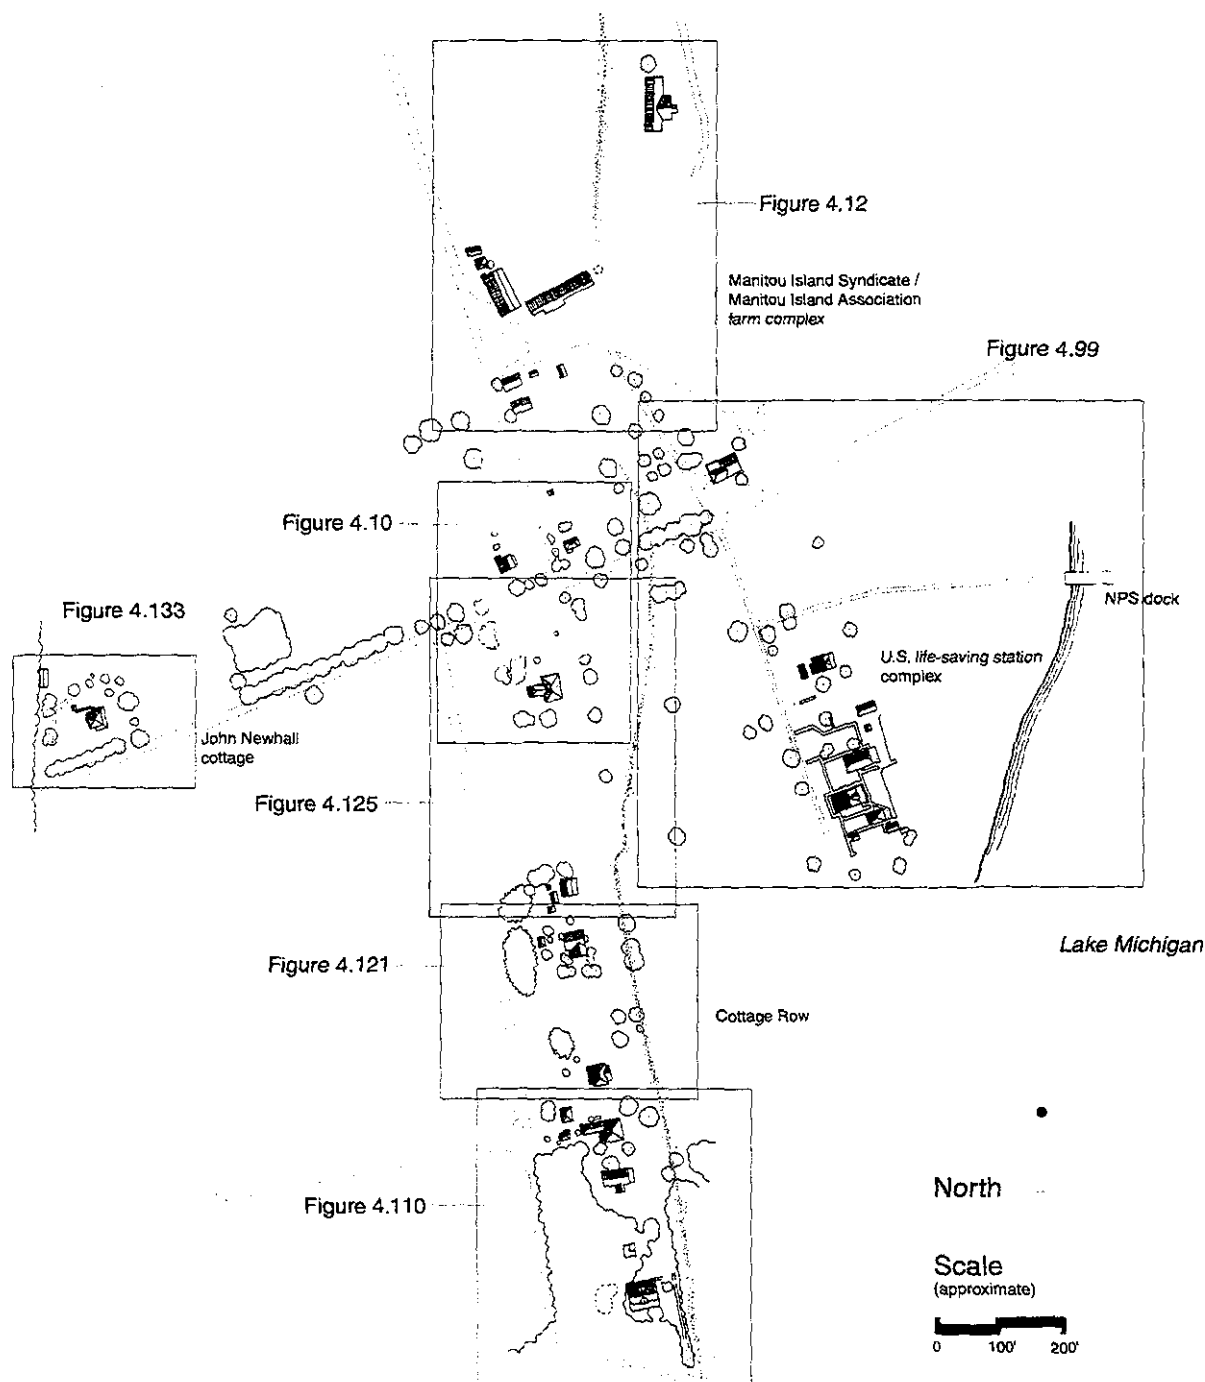 Figure 4.12
Manitou Island Syndicate /
Manitou Island Association
farm complex
Figure 4.99
Figure 4.10
Figure 4.133
NPS dock
U.S. life-saving station
complex
John Newhall
cottage
Figure 4.125
Figure 4.121
Lake Michigan
Cottage Row
Figure 4.110
North
Scale
(approximate)
0 100' 200'